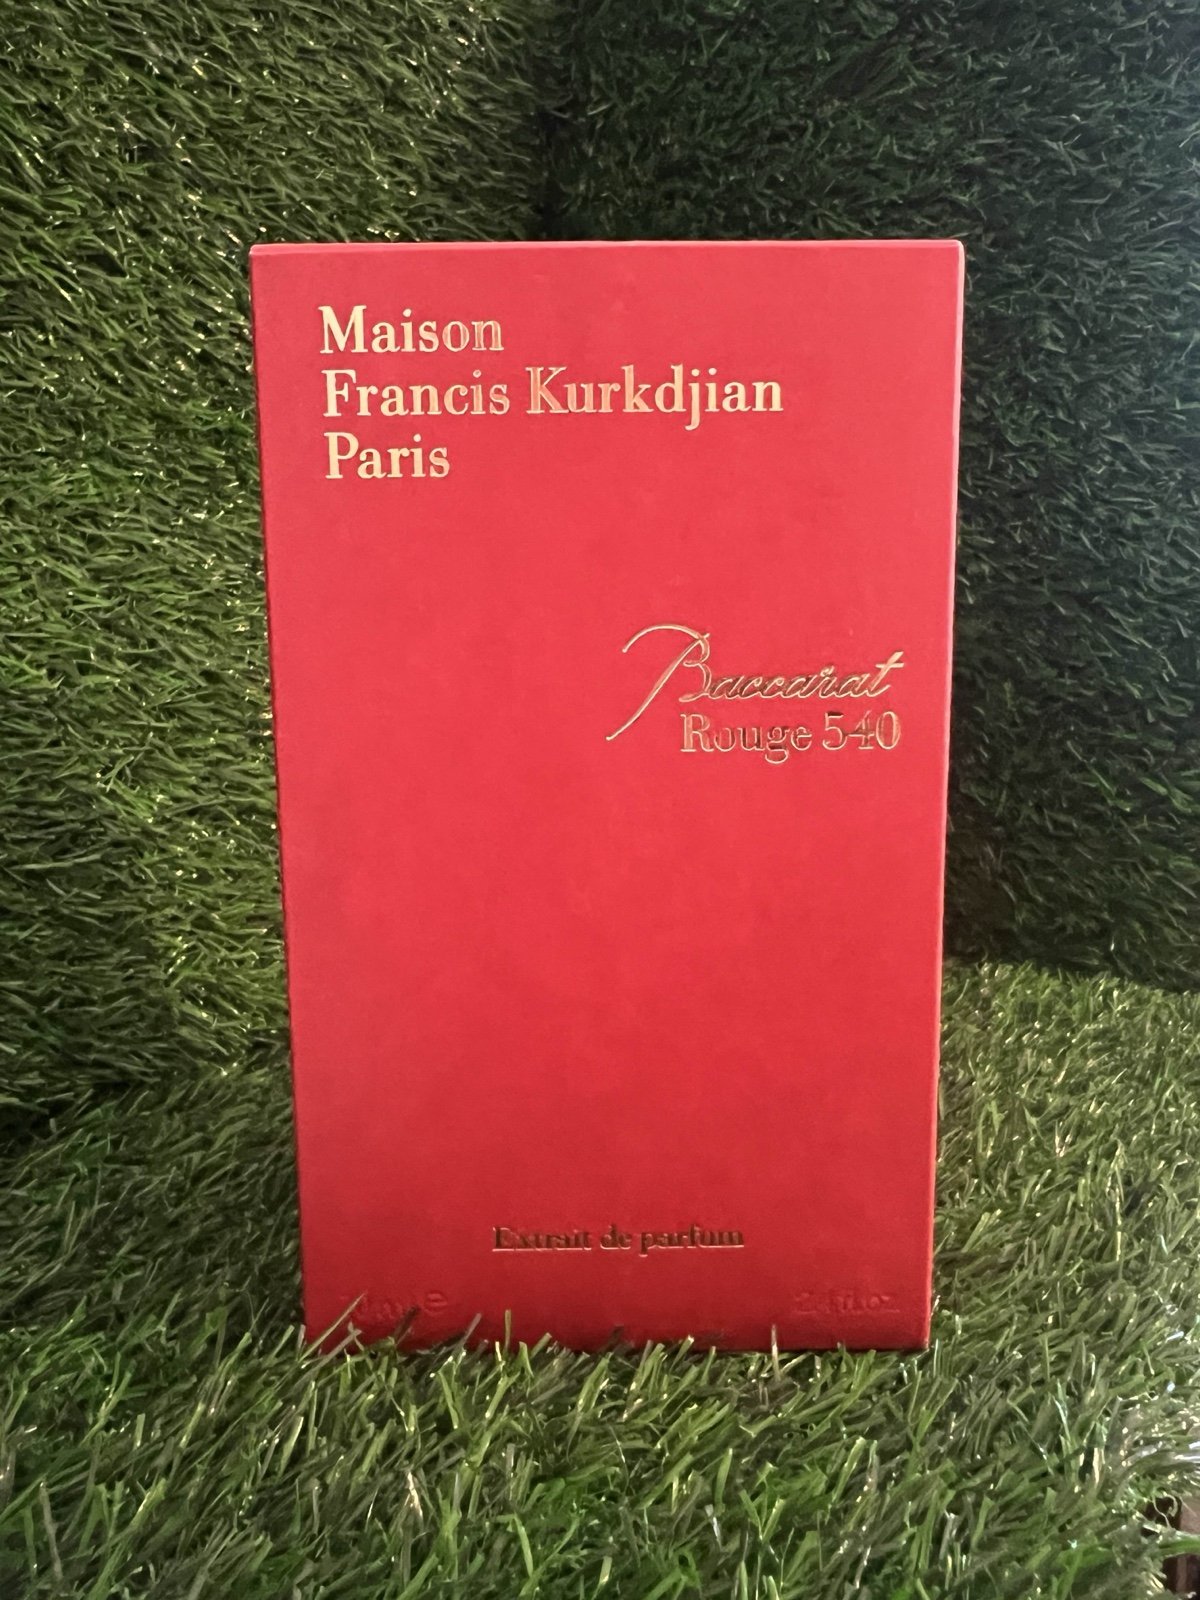 Maison
Francis Kurkdjian
Paris
Baccarat
Rouge 540
Extrait de parfum